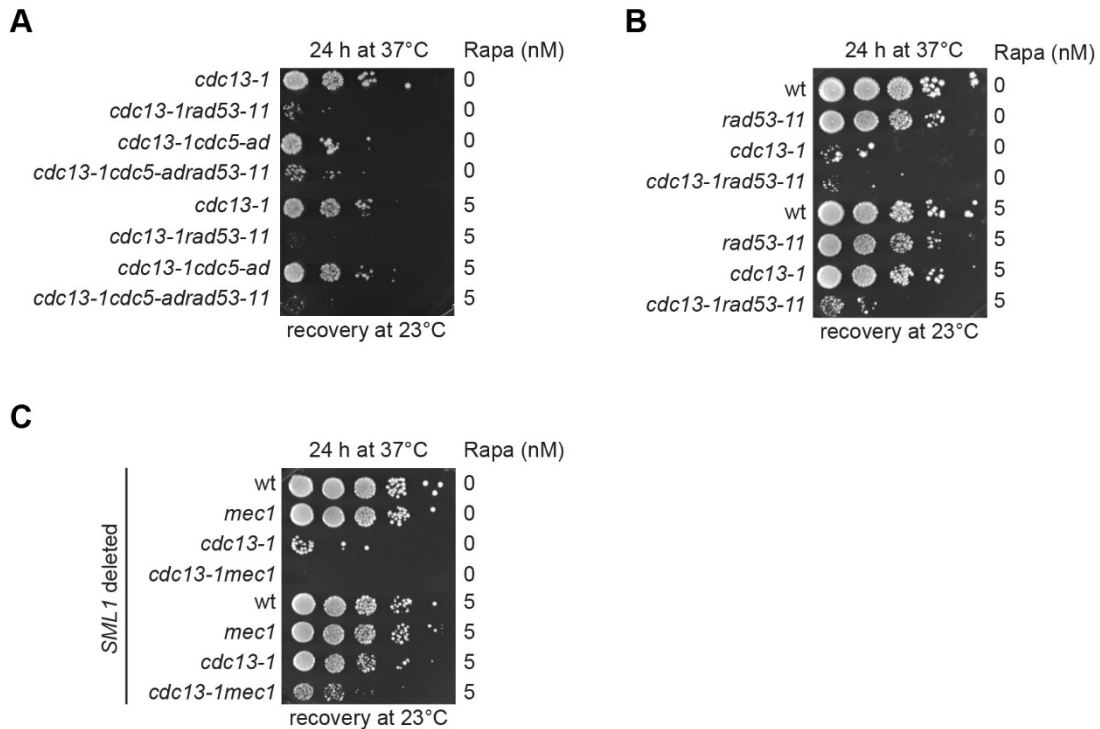 A
24 h at 37°C Rapa (nM)
cdc13-1 0
cdc13-1rad53-11 0
cdc13-1cdc5-ad 0
cdc13-1cdc5-adrad53-11 0
cdc13-1 5
cdc13-1rad53-11 5
cdc13-1cdc5-ad 5
cdc13-1cdc5-adrad53-11 5
recovery at 23°C
B
24 h at 37°C Rapa (nM)
wt 0
rad53-11 0
cdc13-1 0
cdc13-1rad53-11 0
wt 5
rad53-11 5
cdc13-1 5
cdc13-1rad53-11 5
recovery at 23°C
C
24 h at 37°C Rapa (nM)
SML1 deleted
wt 0
mec1 0
cdc13-1 0
cdc13-1mec1 0
wt 5
mec1 5
cdc13-1 5
cdc13-1mec1 5
recovery at 23°C